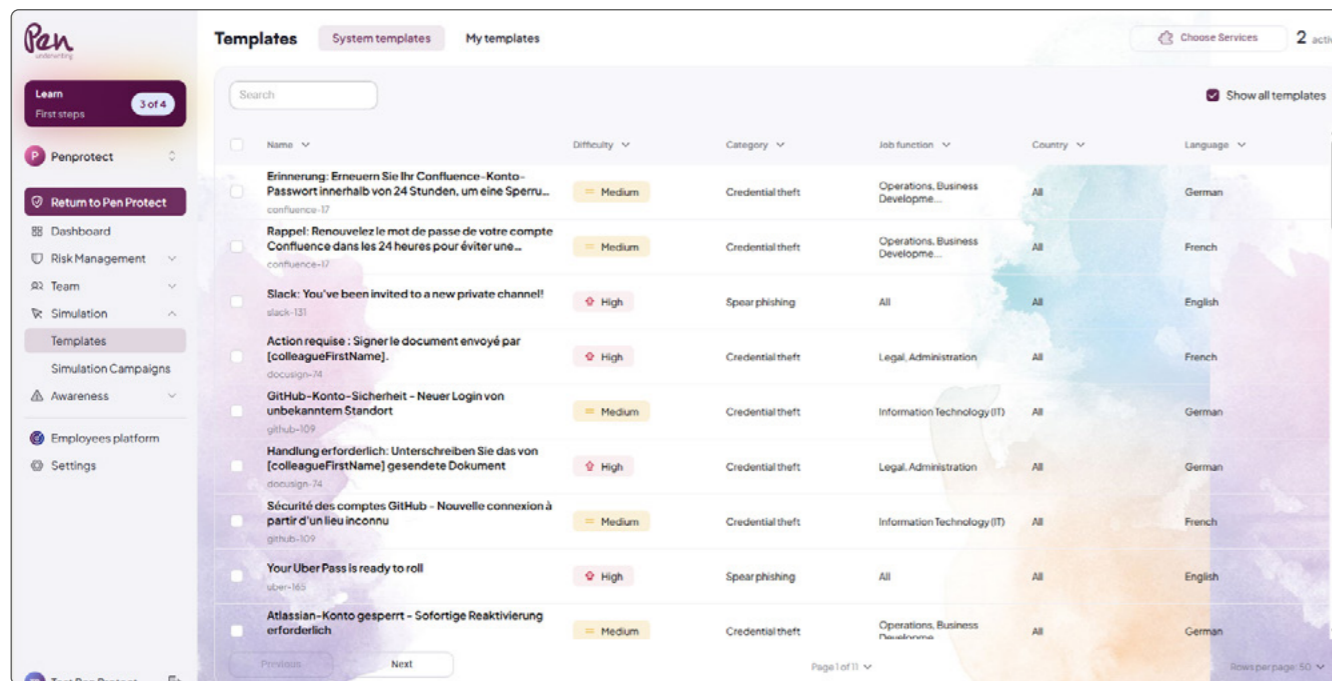 Pen
underwriting
Learn
First steps
3 of 4
P Penprotect
Return to Pen Protect
Dashboard
Risk Management
Team
Simulation
Templates
Simulation Campaigns
Awareness
Employees platform
Settings
Test Pen Protect
Templates System templates My templates
Choose Services 2 activ
Search
Show all templates
Name Difficulty Category Job function Country Language
Erinnerung: Erneuern Sie Ihr Confluence-Konto-
Passwort innerhalb von 24 Stunden, um eine Sperru...
confluence-17
Medium Credential theft Operations, Business
Developme...
All German
Rappel: Renouvelez le mot de passe de votre compte
Confluence dans les 24 heures pour éviter une...
confluence-17
Medium Credential theft Operations, Business
Developme...
All French
Slack: You've been invited to a new private channel!
slack-131
High Spear phishing All All English
Action requise : Signer le document envoyé par
[colleagueFirstName].
docusign-74
High Credential theft Legal, Administration All French
GitHub-Konto-Sicherheit - Neuer Login von
unbekanntem Standort
github-109
Medium Credential theft Information Technology (IT) All German
Handlung erforderlich: Unterschreiben Sie das von
[colleagueFirstName] gesendete Dokument
docusign-74
High Credential theft Legal, Administration All German
Sécurité des comptes GitHub - Nouvelle connexion à
partir d'un lieu inconnu
github-109
Medium Credential theft Information Technology (IT) All French
Your Uber Pass is ready to roll
uber-165
High Spear phishing All All English
Atlassian-Konto gesperrt - Sofortige Reaktivierung
erforderlich
Medium Credential theft Operations, Business
Developme...
All German
Previous Next Page 1 of 11 Rows per page: 50